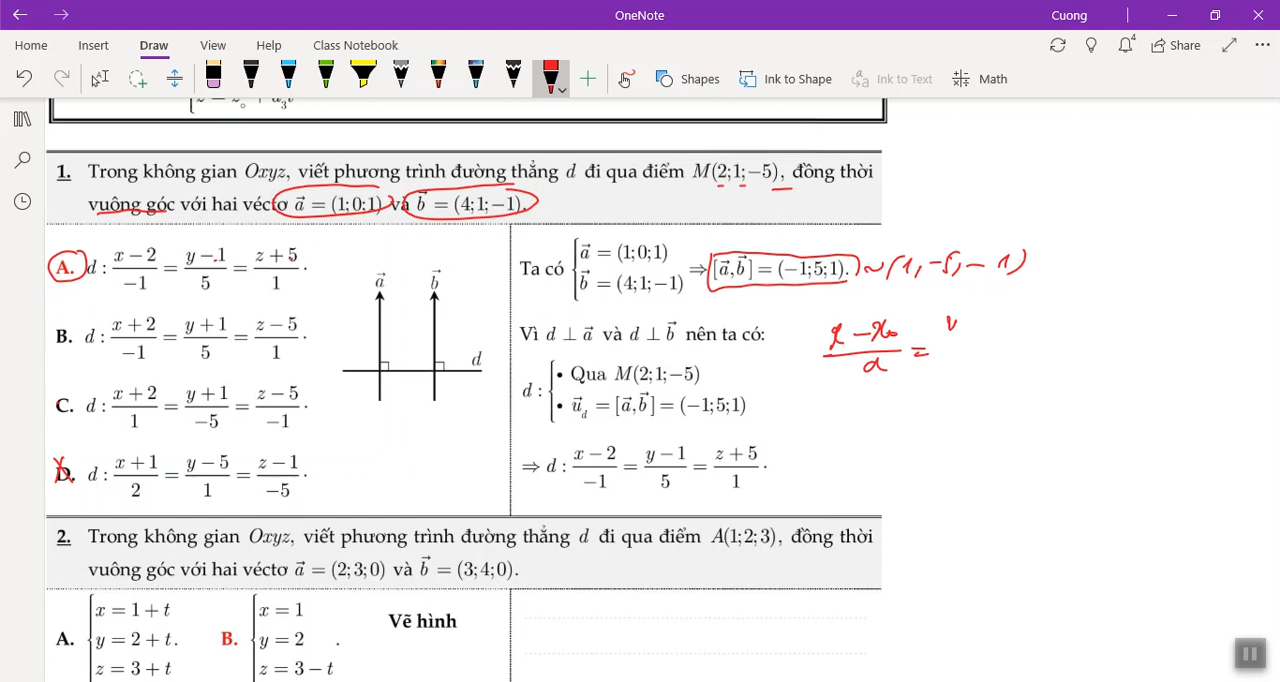 OneNote
Cuong
Home Insert Draw View Help Class Notebook
Share
Shapes Ink to Shape Ink to Text Math
1. Trong không gian Oxyz, viết phương trình đường thẳng d đi qua điểm M(2;1;−5), đồng thời
vuông góc với hai véctơ a⃗ = (1;0;1) và b⃗ = (4;1;−1).
A. d : (x − 2)/−1 = (y − 1)/5 = (z + 5)/1 .
B. d : (x + 2)/−1 = (y + 1)/5 = (z − 5)/1 .
C. d : (x + 2)/1 = (y + 1)/−5 = (z − 5)/−1 .
D. d : (x + 1)/2 = (y − 5)/1 = (z − 1)/−5 .
a⃗ b⃗
d
Ta có { a⃗ = (1;0;1)
b⃗ = (4;1;−1) ⇒ [a⃗,b⃗] = (−1;5;1). ~ (1, −5, −1)
Vì d ⊥ a⃗ và d ⊥ b⃗ nên ta có:
d : • Qua M(2;1;−5)
• u⃗_d = [a⃗,b⃗] = (−1;5;1)
⇒ d : (x − 2)/−1 = (y − 1)/5 = (z + 5)/1 .
(x − x₀)/a =
2. Trong không gian Oxyz, viết phương trình đường thẳng d đi qua điểm A(1;2;3), đồng thời
vuông góc với hai véctơ a⃗ = (2;3;0) và b⃗ = (3;4;0).
A. { x = 1 + t
y = 2 + t.
z = 3 + t
B. { x = 1
y = 2 .
z = 3 − t
Vẽ hình